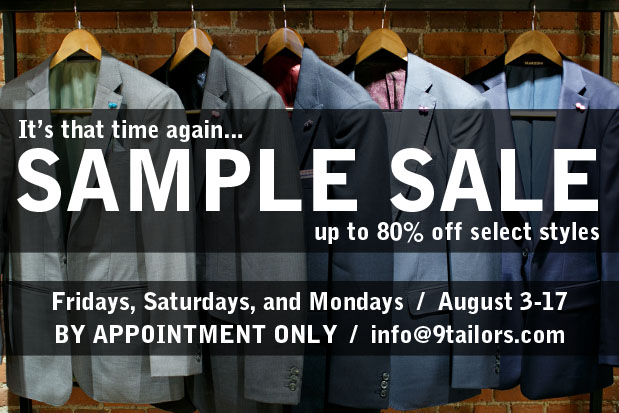 It's that time again...
SAMPLE SALE
up to 80% off select styles
Fridays, Saturdays, and Mondays / August 3-17
BY APPOINTMENT ONLY / info@9tailors.com